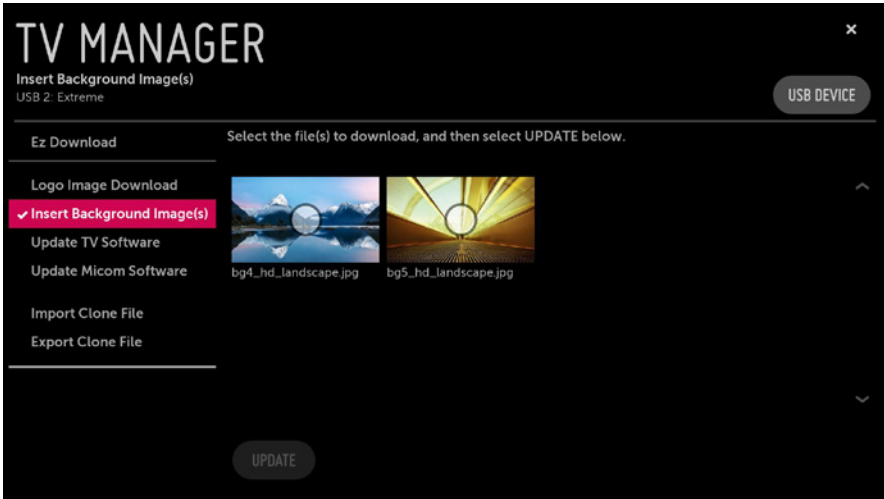 TV MANAGER
Insert Background Image(s)
USB 2: Extreme
USB DEVICE
Ez Download
Select the file(s) to download, and then select UPDATE below.
Logo Image Download
Insert Background Image(s)
Update TV Software
Update Micom Software
bg4_hd_landscape.jpg
bg5_hd_landscape.jpg
Import Clone File
Export Clone File
UPDATE